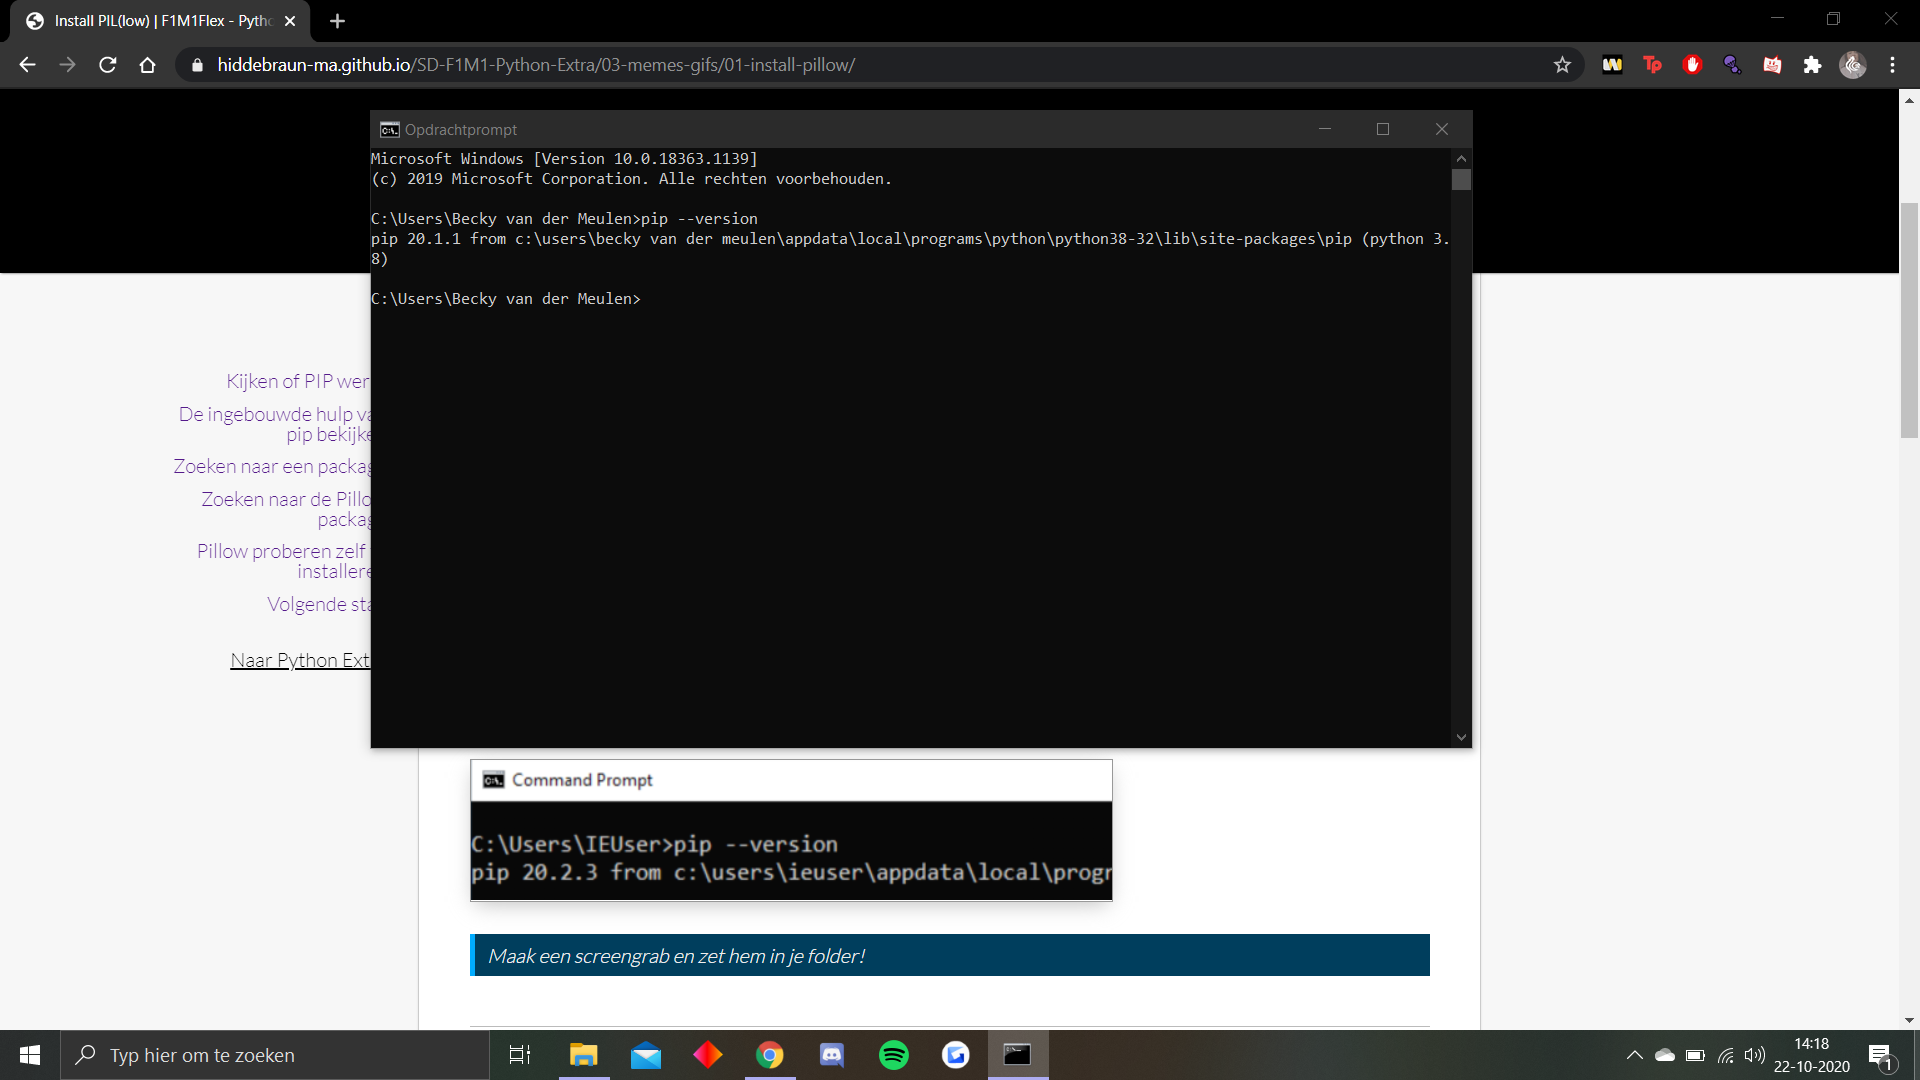 Install PIL(low) | F1M1Flex - Pytho
hiddebraun-ma.github.io/SD-F1M1-Python-Extra/03-memes-gifs/01-install-pillow/
Opdrachtprompt
Microsoft Windows [Version 10.0.18363.1139]
(c) 2019 Microsoft Corporation. Alle rechten voorbehouden.
C:\Users\Becky van der Meulen>pip --version
pip 20.1.1 from c:\users\becky van der meulen\appdata\local\programs\python\python38-32\lib\site-packages\pip (python 3.
8)
C:\Users\Becky van der Meulen>
Kijken of PIP wer
De ingebouwde hulp va
pip bekijke
Zoeken naar een packag
Zoeken naar de Pillo
packag
Pillow proberen zelf
installere
Volgende sta
Naar Python Ext
Command Prompt
C:\Users\IEUser>pip --version
pip 20.2.3 from c:\users\ieuser\appdata\local\progr
Maak een screengrab en zet hem in je folder!
Typ hier om te zoeken
14:18
22-10-2020
1